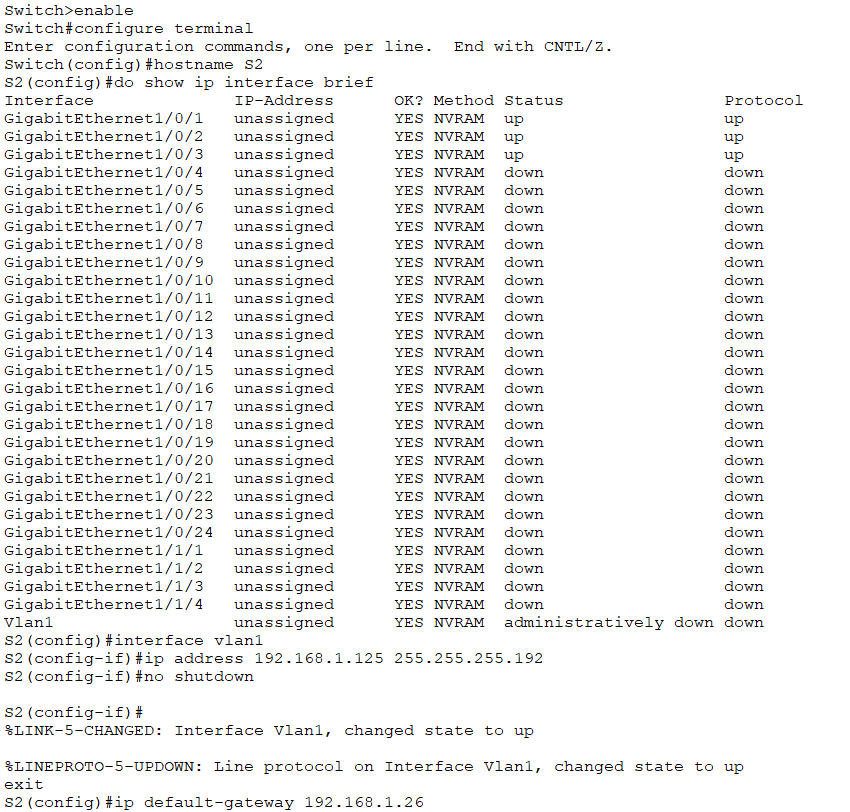 Switch>enable
Switch#configure terminal
Enter configuration commands, one per line.  End with CNTL/Z.
Switch(config)#hostname S2
S2(config)#do show ip interface brief
Interface              IP-Address      OK? Method Status                Protocol
GigabitEthernet1/0/1   unassigned      YES NVRAM  up                    up
GigabitEthernet1/0/2   unassigned      YES NVRAM  up                    up
GigabitEthernet1/0/3   unassigned      YES NVRAM  up                    up
GigabitEthernet1/0/4   unassigned      YES NVRAM  down                  down
GigabitEthernet1/0/5   unassigned      YES NVRAM  down                  down
GigabitEthernet1/0/6   unassigned      YES NVRAM  down                  down
GigabitEthernet1/0/7   unassigned      YES NVRAM  down                  down
GigabitEthernet1/0/8   unassigned      YES NVRAM  down                  down
GigabitEthernet1/0/9   unassigned      YES NVRAM  down                  down
GigabitEthernet1/0/10  unassigned      YES NVRAM  down                  down
GigabitEthernet1/0/11  unassigned      YES NVRAM  down                  down
GigabitEthernet1/0/12  unassigned      YES NVRAM  down                  down
GigabitEthernet1/0/13  unassigned      YES NVRAM  down                  down
GigabitEthernet1/0/14  unassigned      YES NVRAM  down                  down
GigabitEthernet1/0/15  unassigned      YES NVRAM  down                  down
GigabitEthernet1/0/16  unassigned      YES NVRAM  down                  down
GigabitEthernet1/0/17  unassigned      YES NVRAM  down                  down
GigabitEthernet1/0/18  unassigned      YES NVRAM  down                  down
GigabitEthernet1/0/19  unassigned      YES NVRAM  down                  down
GigabitEthernet1/0/20  unassigned      YES NVRAM  down                  down
GigabitEthernet1/0/21  unassigned      YES NVRAM  down                  down
GigabitEthernet1/0/22  unassigned      YES NVRAM  down                  down
GigabitEthernet1/0/23  unassigned      YES NVRAM  down                  down
GigabitEthernet1/0/24  unassigned      YES NVRAM  down                  down
GigabitEthernet1/1/1   unassigned      YES NVRAM  down                  down
GigabitEthernet1/1/2   unassigned      YES NVRAM  down                  down
GigabitEthernet1/1/3   unassigned      YES NVRAM  down                  down
GigabitEthernet1/1/4   unassigned      YES NVRAM  down                  down
Vlan1                  unassigned      YES NVRAM  administratively down down
S2(config)#interface vlan1
S2(config-if)#ip address 192.168.1.125 255.255.255.192
S2(config-if)#no shutdown

S2(config-if)#
%LINK-5-CHANGED: Interface Vlan1, changed state to up

%LINEPROTO-5-UPDOWN: Line protocol on Interface Vlan1, changed state to up
exit
S2(config)#ip default-gateway 192.168.1.26